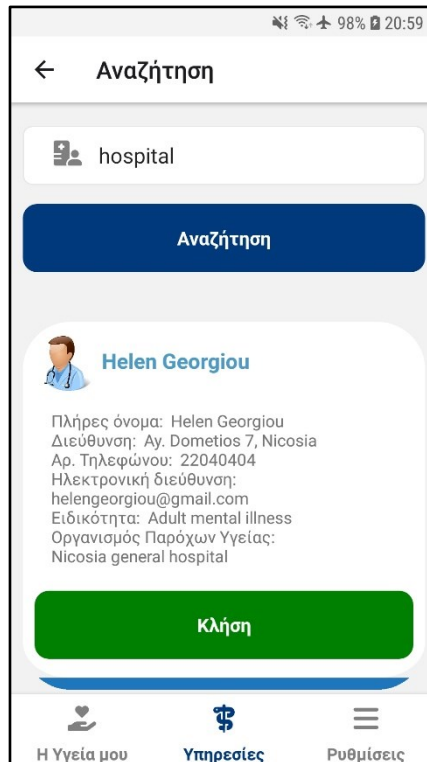 98% 20:59
Αναζήτηση
hospital
Αναζήτηση
Helen Georgiou
Πλήρες όνομα: Helen Georgiou
Διεύθυνση: Ay. Dometios 7, Nicosia
Αρ. Τηλεφώνου: 22040404
Ηλεκτρονική διεύθυνση:
helengeorgiou@gmail.com
Ειδικότητα: Adult mental illness
Οργανισμός Παρόχων Υγείας:
Nicosia general hospital
Κλήση
Η Υγεία μου Υπηρεσίες Ρυθμίσεις